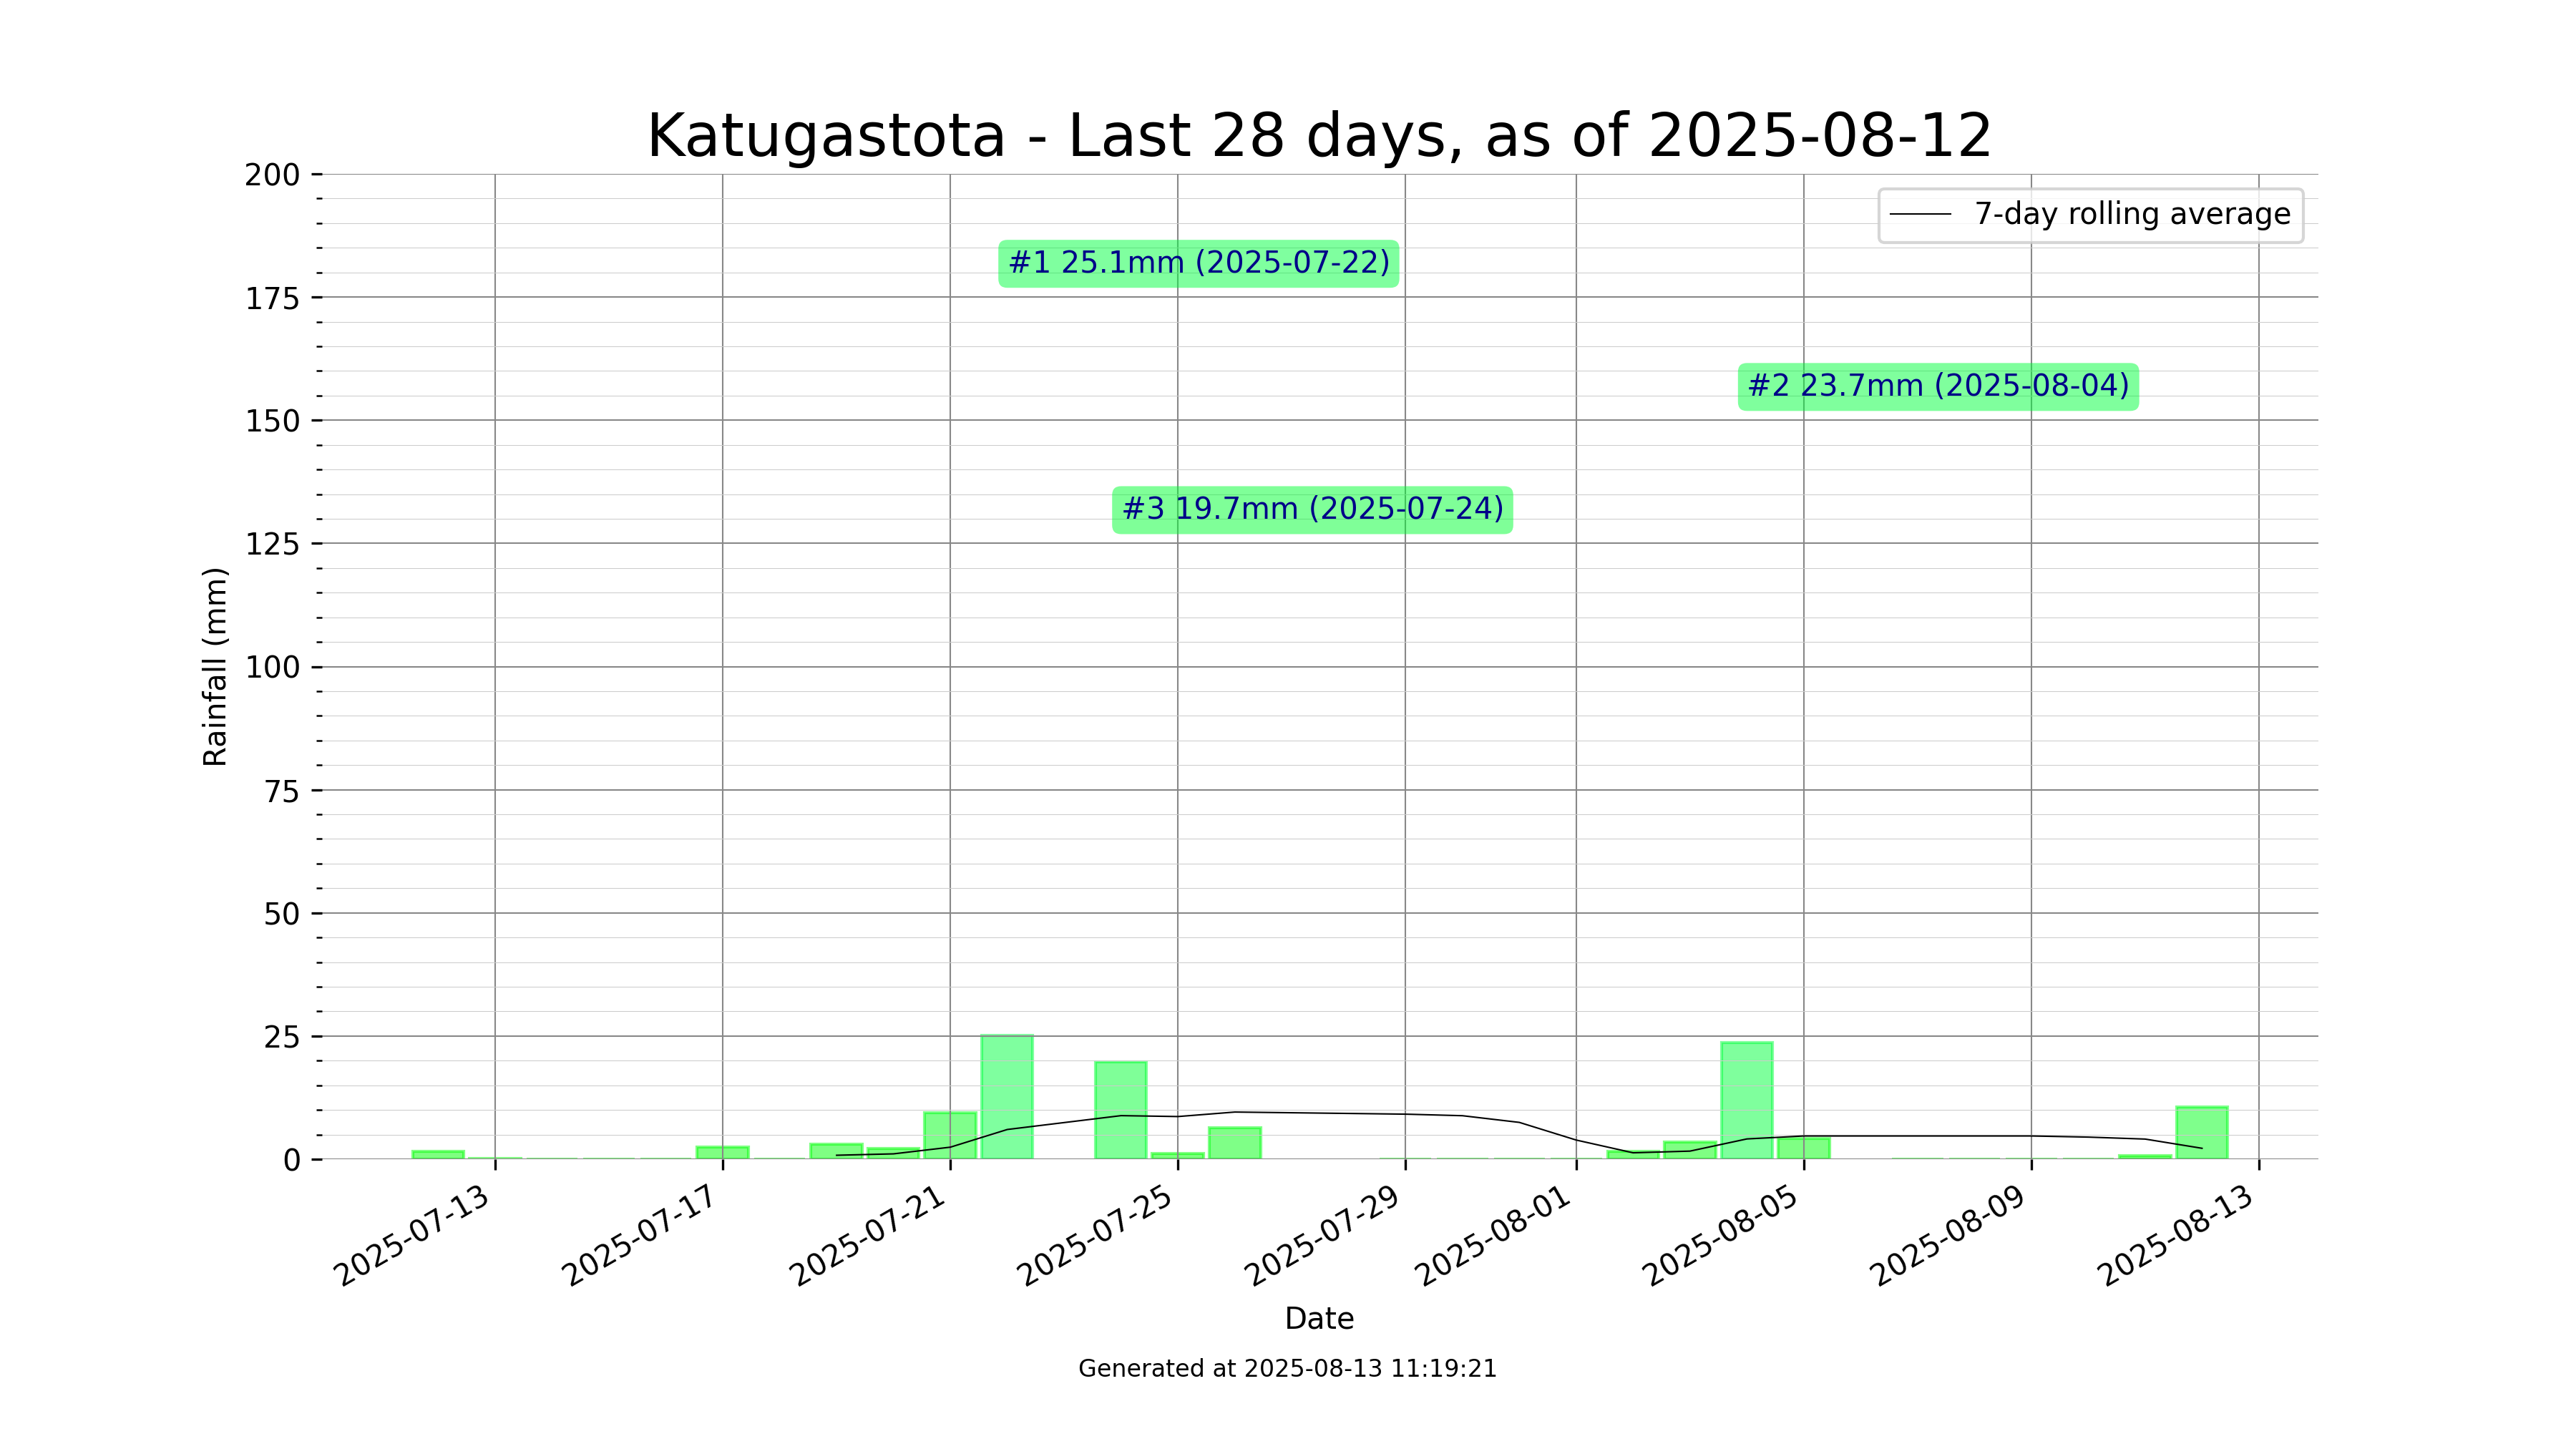 Katugastota - Last 28 days, as of 2025-08-12
200
175
150
125
100
75
50
25
0
Rainfall (mm)
7-day rolling average
#1 25.1mm (2025-07-22)
#2 23.7mm (2025-08-04)
#3 19.7mm (2025-07-24)
2025-07-13
2025-07-17
2025-07-21
2025-07-25
2025-07-29
2025-08-01
2025-08-05
2025-08-09
2025-08-13
Date
Generated at 2025-08-13 11:19:21